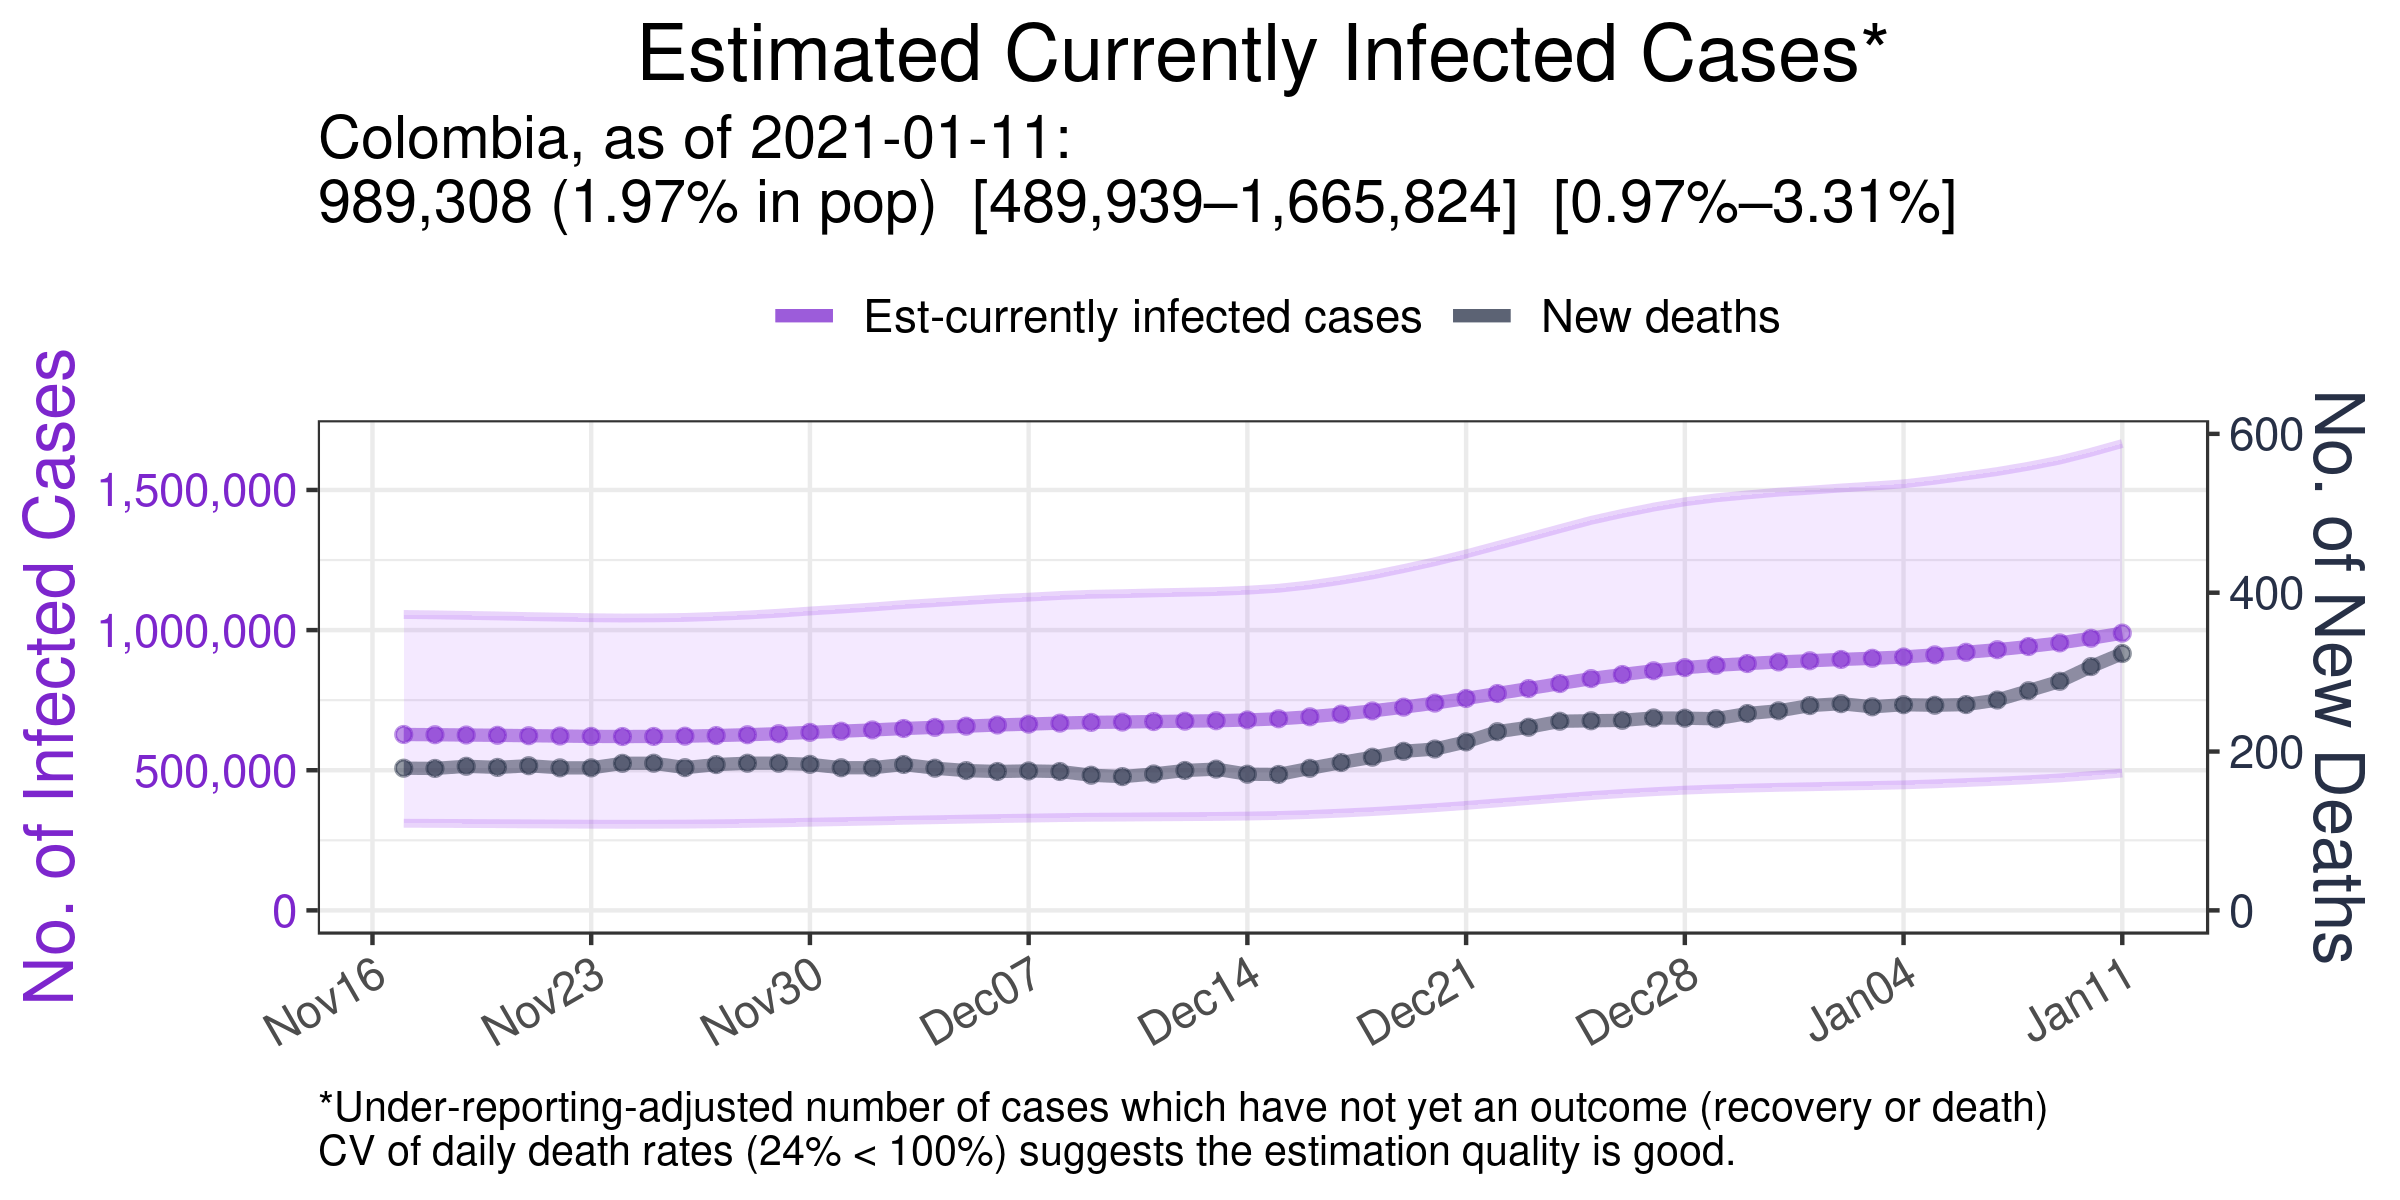 Estimated Currently Infected Cases*
Colombia, as of 2021-01-11:
989,308 (1.97% in pop)  [489,939–1,665,824]  [0.97%–3.31%]
Est-currently infected cases
New deaths
No. of Infected Cases
1,500,000
1,000,000
500,000
0
600
400
200
0
No. of New Deaths
Nov16
Nov23
Nov30
Dec07
Dec14
Dec21
Dec28
Jan04
Jan11
*Under-reporting-adjusted number of cases which have not yet an outcome (recovery or death)
CV of daily death rates (24% < 100%) suggests the estimation quality is good.